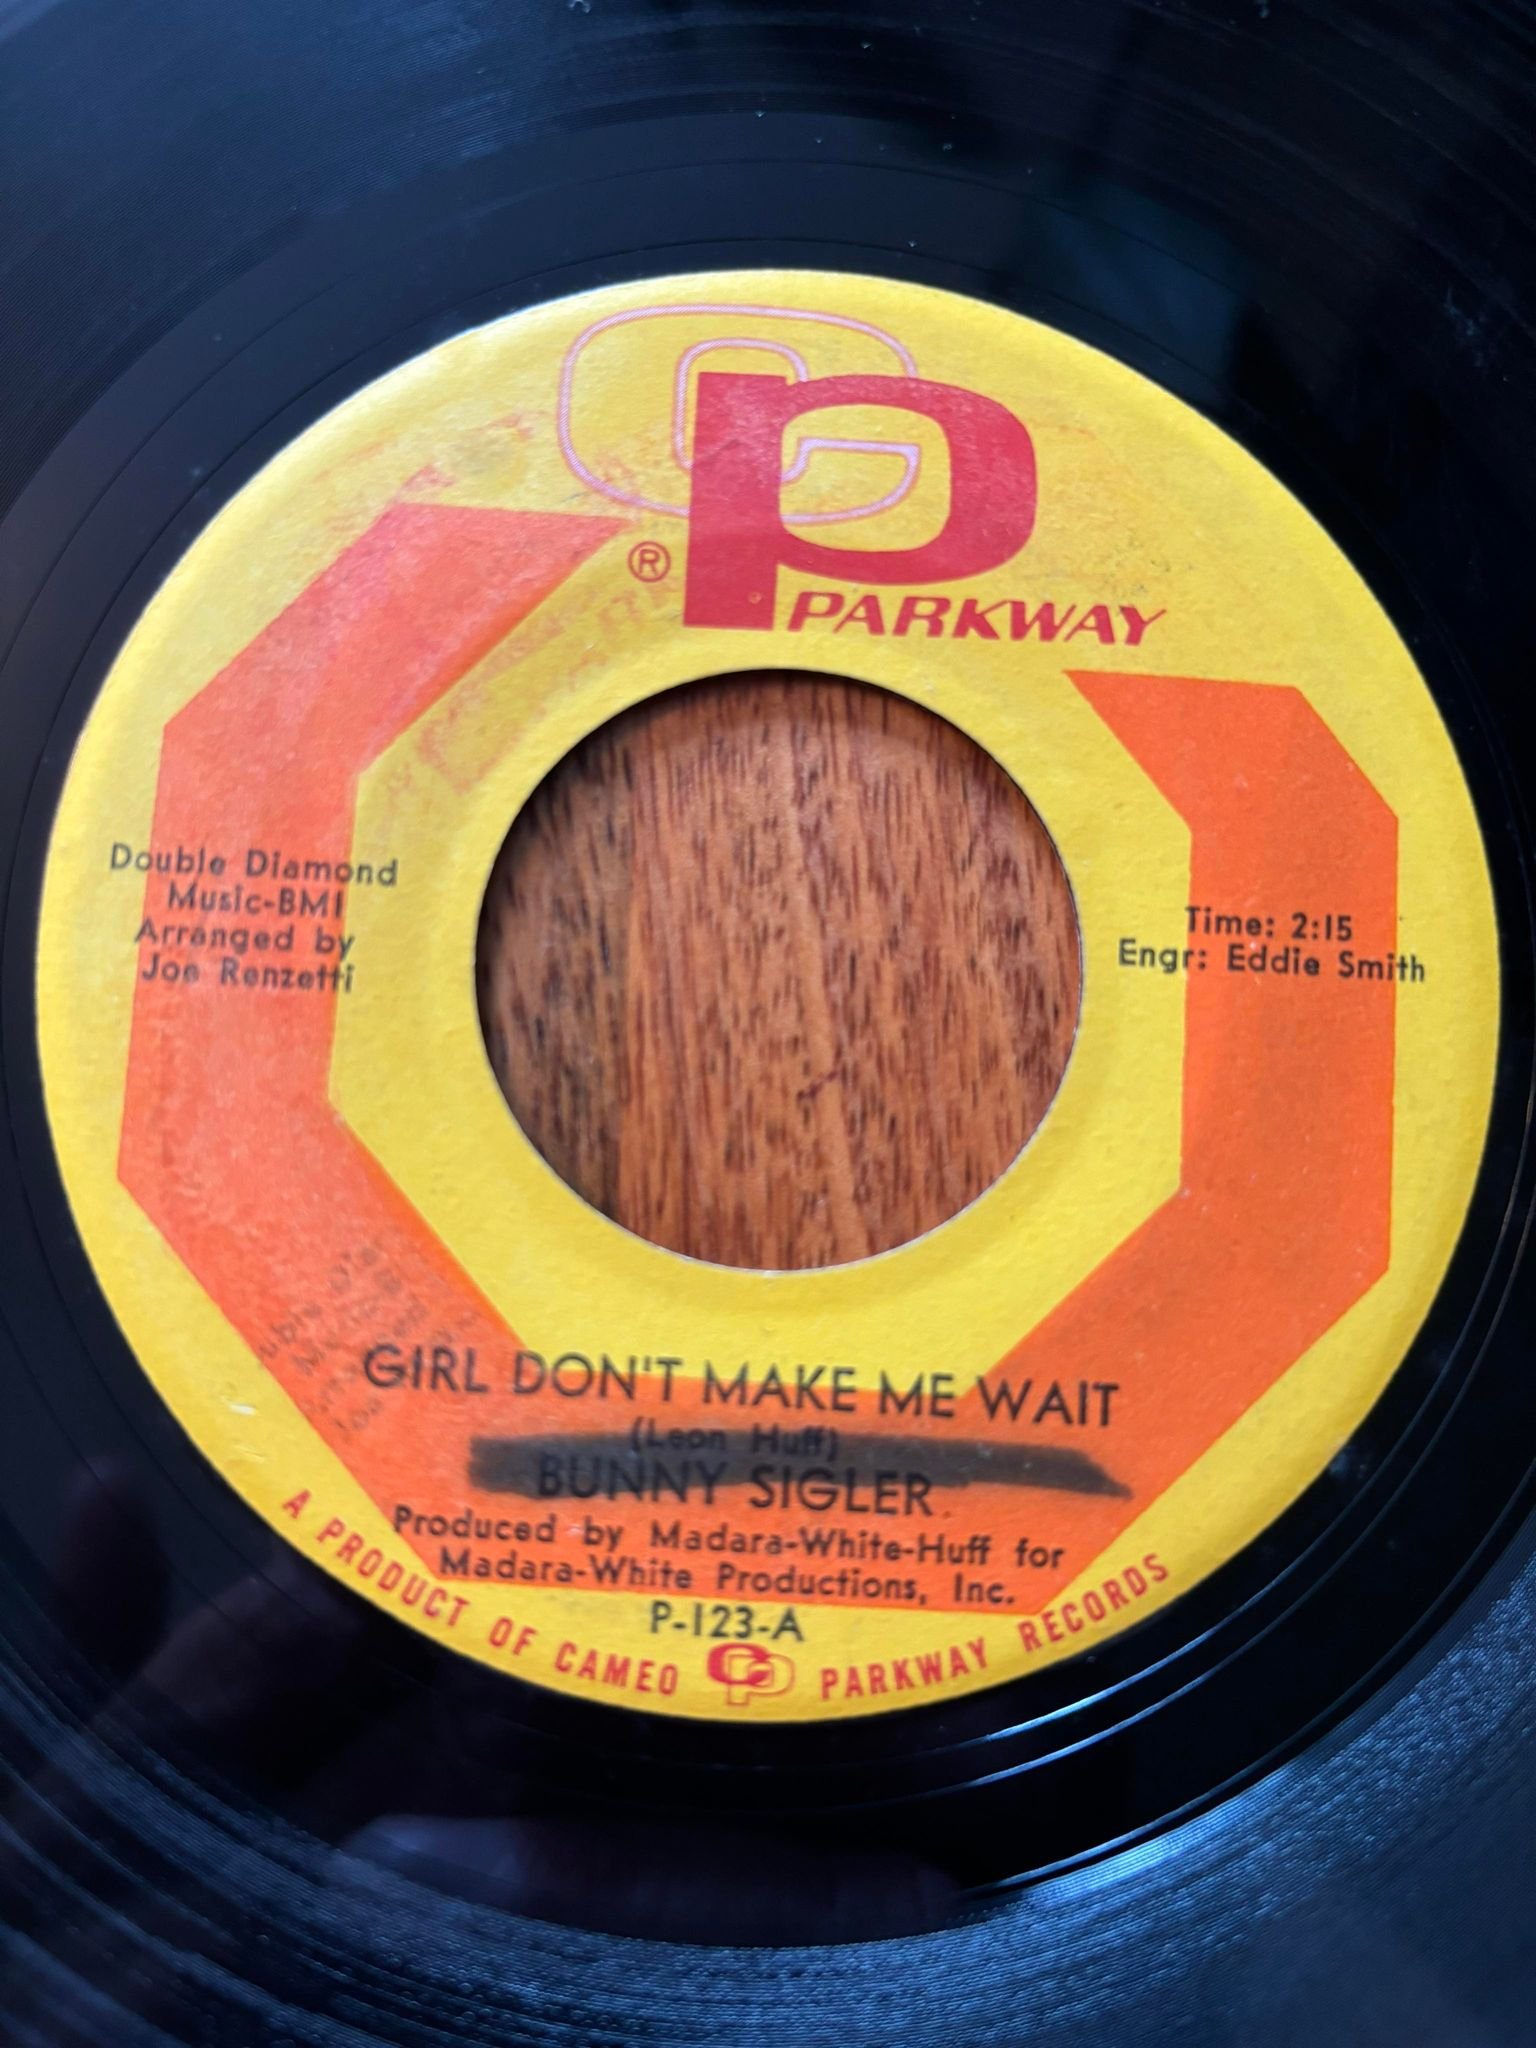 CP
®
PARKWAY
Double Diamond
Music-BMI
Arranged by
Joe Renzetti
Time: 2:15
Engr: Eddie Smith
GIRL DON'T MAKE ME WAIT
(Leon Huff)
BUNNY SIGLER
Produced by Madara-White-Huff for
Madara-White Productions, Inc.
P-123-A
A PRODUCT OF CAMEO CP PARKWAY RECORDS